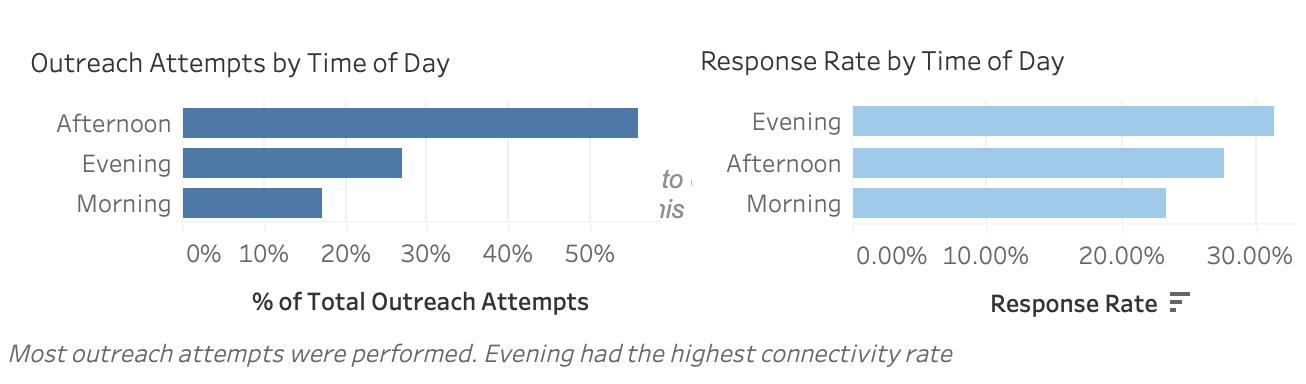 Outreach Attempts by Time of Day
Afternoon
Evening
Morning
0% 10% 20% 30% 40% 50%
% of Total Outreach Attempts
to
Response Rate by Time of Day
Evening
Afternoon
Morning
0.00% 10.00% 20.00% 30.00%
Response Rate
Most outreach attempts were performed. Evening had the highest connectivity rate